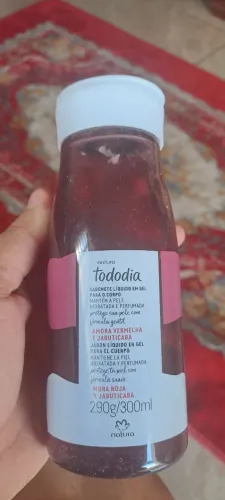 natura
tododia
SABONETE LÍQUIDO EM GEL
PARA O CORPO
MANTÉM A PELE
HIDRATADA E PERFUMADA
protege sua pele com
fórmula gentil
AMORA VERMELHA
E JABUTICABA
JABÓN LÍQUIDO EN GEL
PARA EL CUERPO
MANTIENE LA PIEL
HIDRATADA Y PERFUMADA
protege tu piel con
fórmula suave
MORA ROJA
Y JABUTICABA
290g/300ml
natura